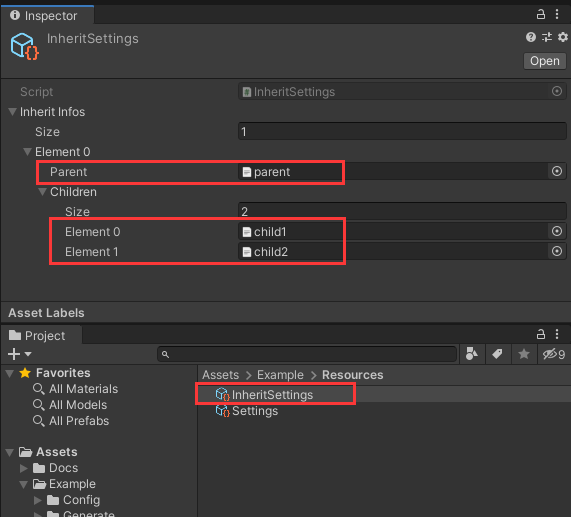 Inspector
InheritSettings
Open
Script InheritSettings
Inherit Infos
Size 1
Element 0
Parent parent
Children
Size 2
Element 0 child1
Element 1 child2
Asset Labels
Project
9
Favorites
All Materials
All Models
All Prefabs
Assets
Docs
Example
Config
Generate
Assets > Example > Resources
InheritSettings
Settings